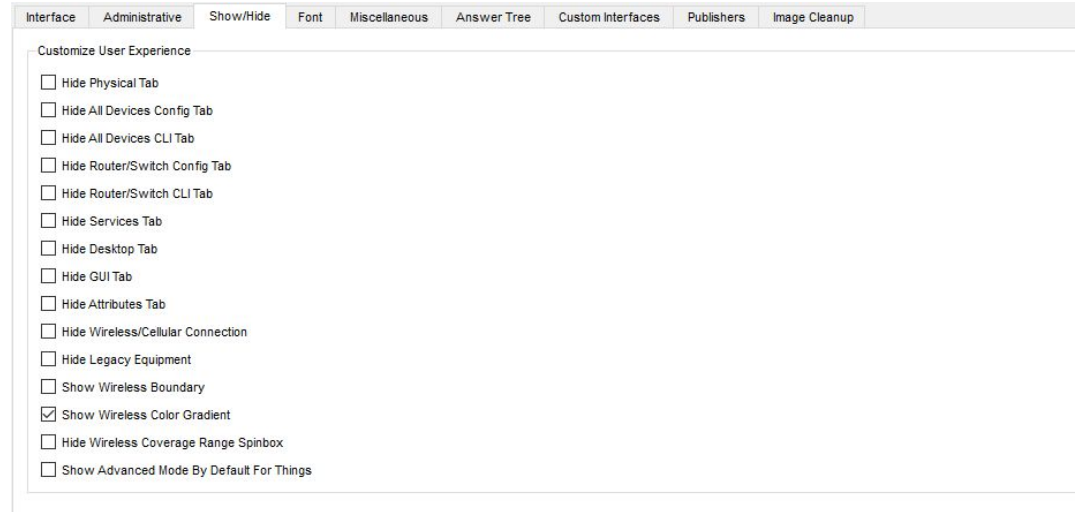 Interface Administrative Show/Hide Font Miscellaneous Answer Tree Custom Interfaces Publishers Image Cleanup
Customize User Experience
Hide Physical Tab
Hide All Devices Config Tab
Hide All Devices CLI Tab
Hide Router/Switch Config Tab
Hide Router/Switch CLI Tab
Hide Services Tab
Hide Desktop Tab
Hide GUI Tab
Hide Attributes Tab
Hide Wireless/Cellular Connection
Hide Legacy Equipment
Show Wireless Boundary
Show Wireless Color Gradient
Hide Wireless Coverage Range Spinbox
Show Advanced Mode By Default For Things